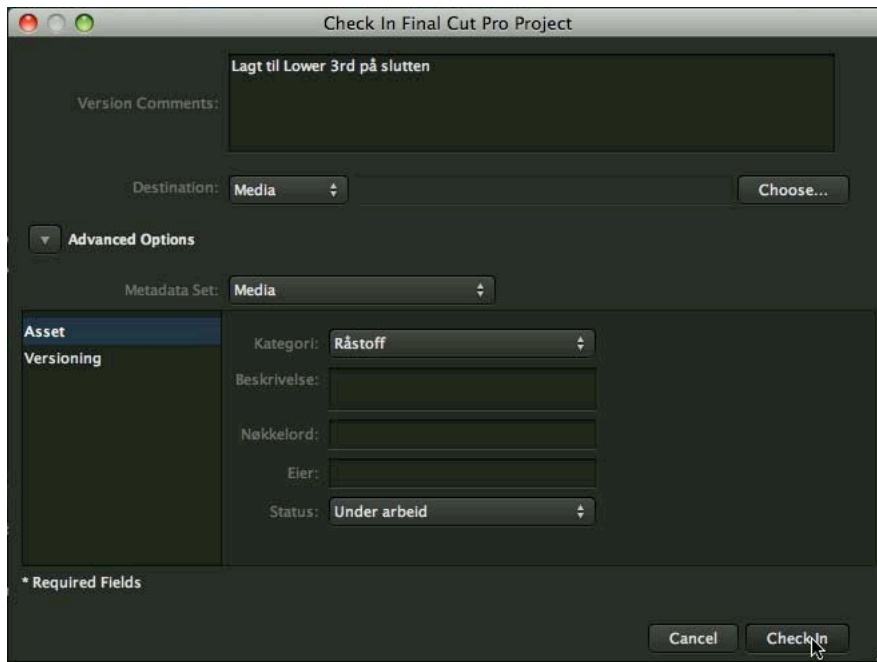 Check In Final Cut Pro Project
Version Comments:
Lagt til Lower 3rd på slutten
Destination: Media Choose...
Advanced Options
Metadata Set: Media
Asset
Versioning
Kategori: Råstoff
Beskrivelse:
Nøkkelord:
Eier:
Status: Under arbeid
* Required Fields
Cancel Check In